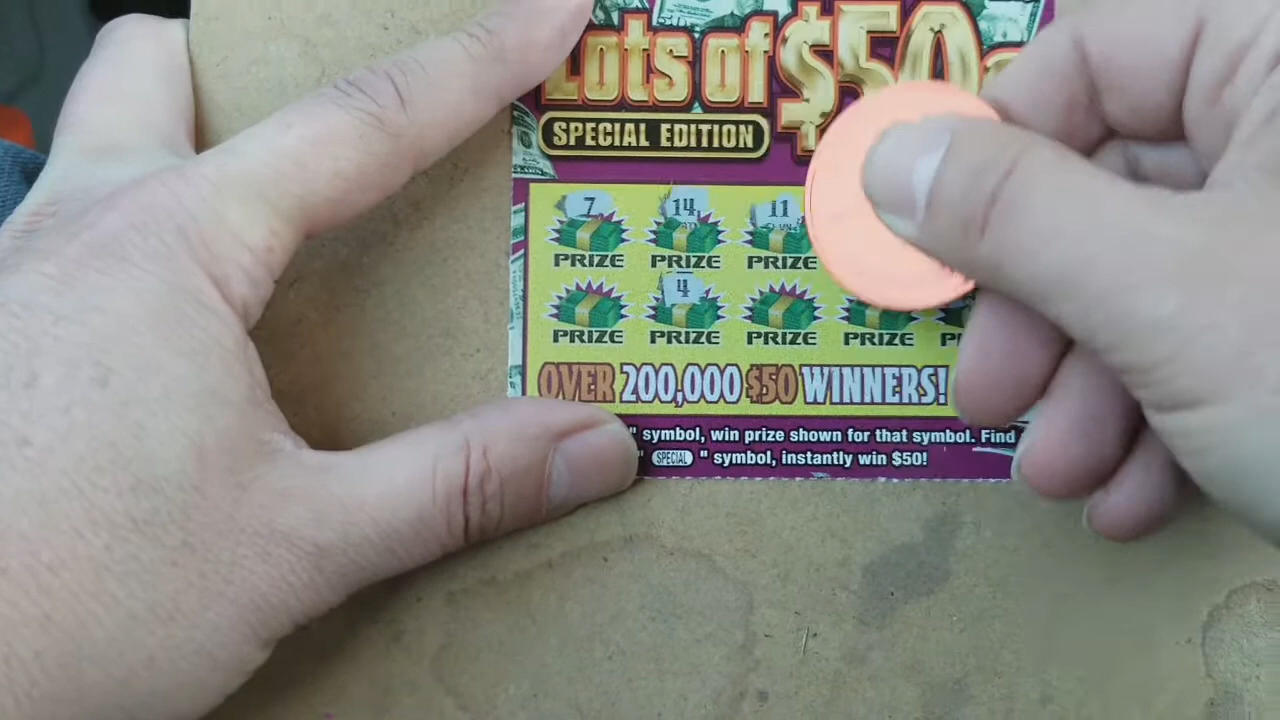 Lots of $50
SPECIAL EDITION
7 14 11
PRIZE PRIZE PRIZE
4
PRIZE PRIZE PRIZE PRIZE
OVER 200,000 $50 WINNERS!
" symbol, win prize shown for that symbol. Find
" SPECIAL " symbol, instantly win $50!